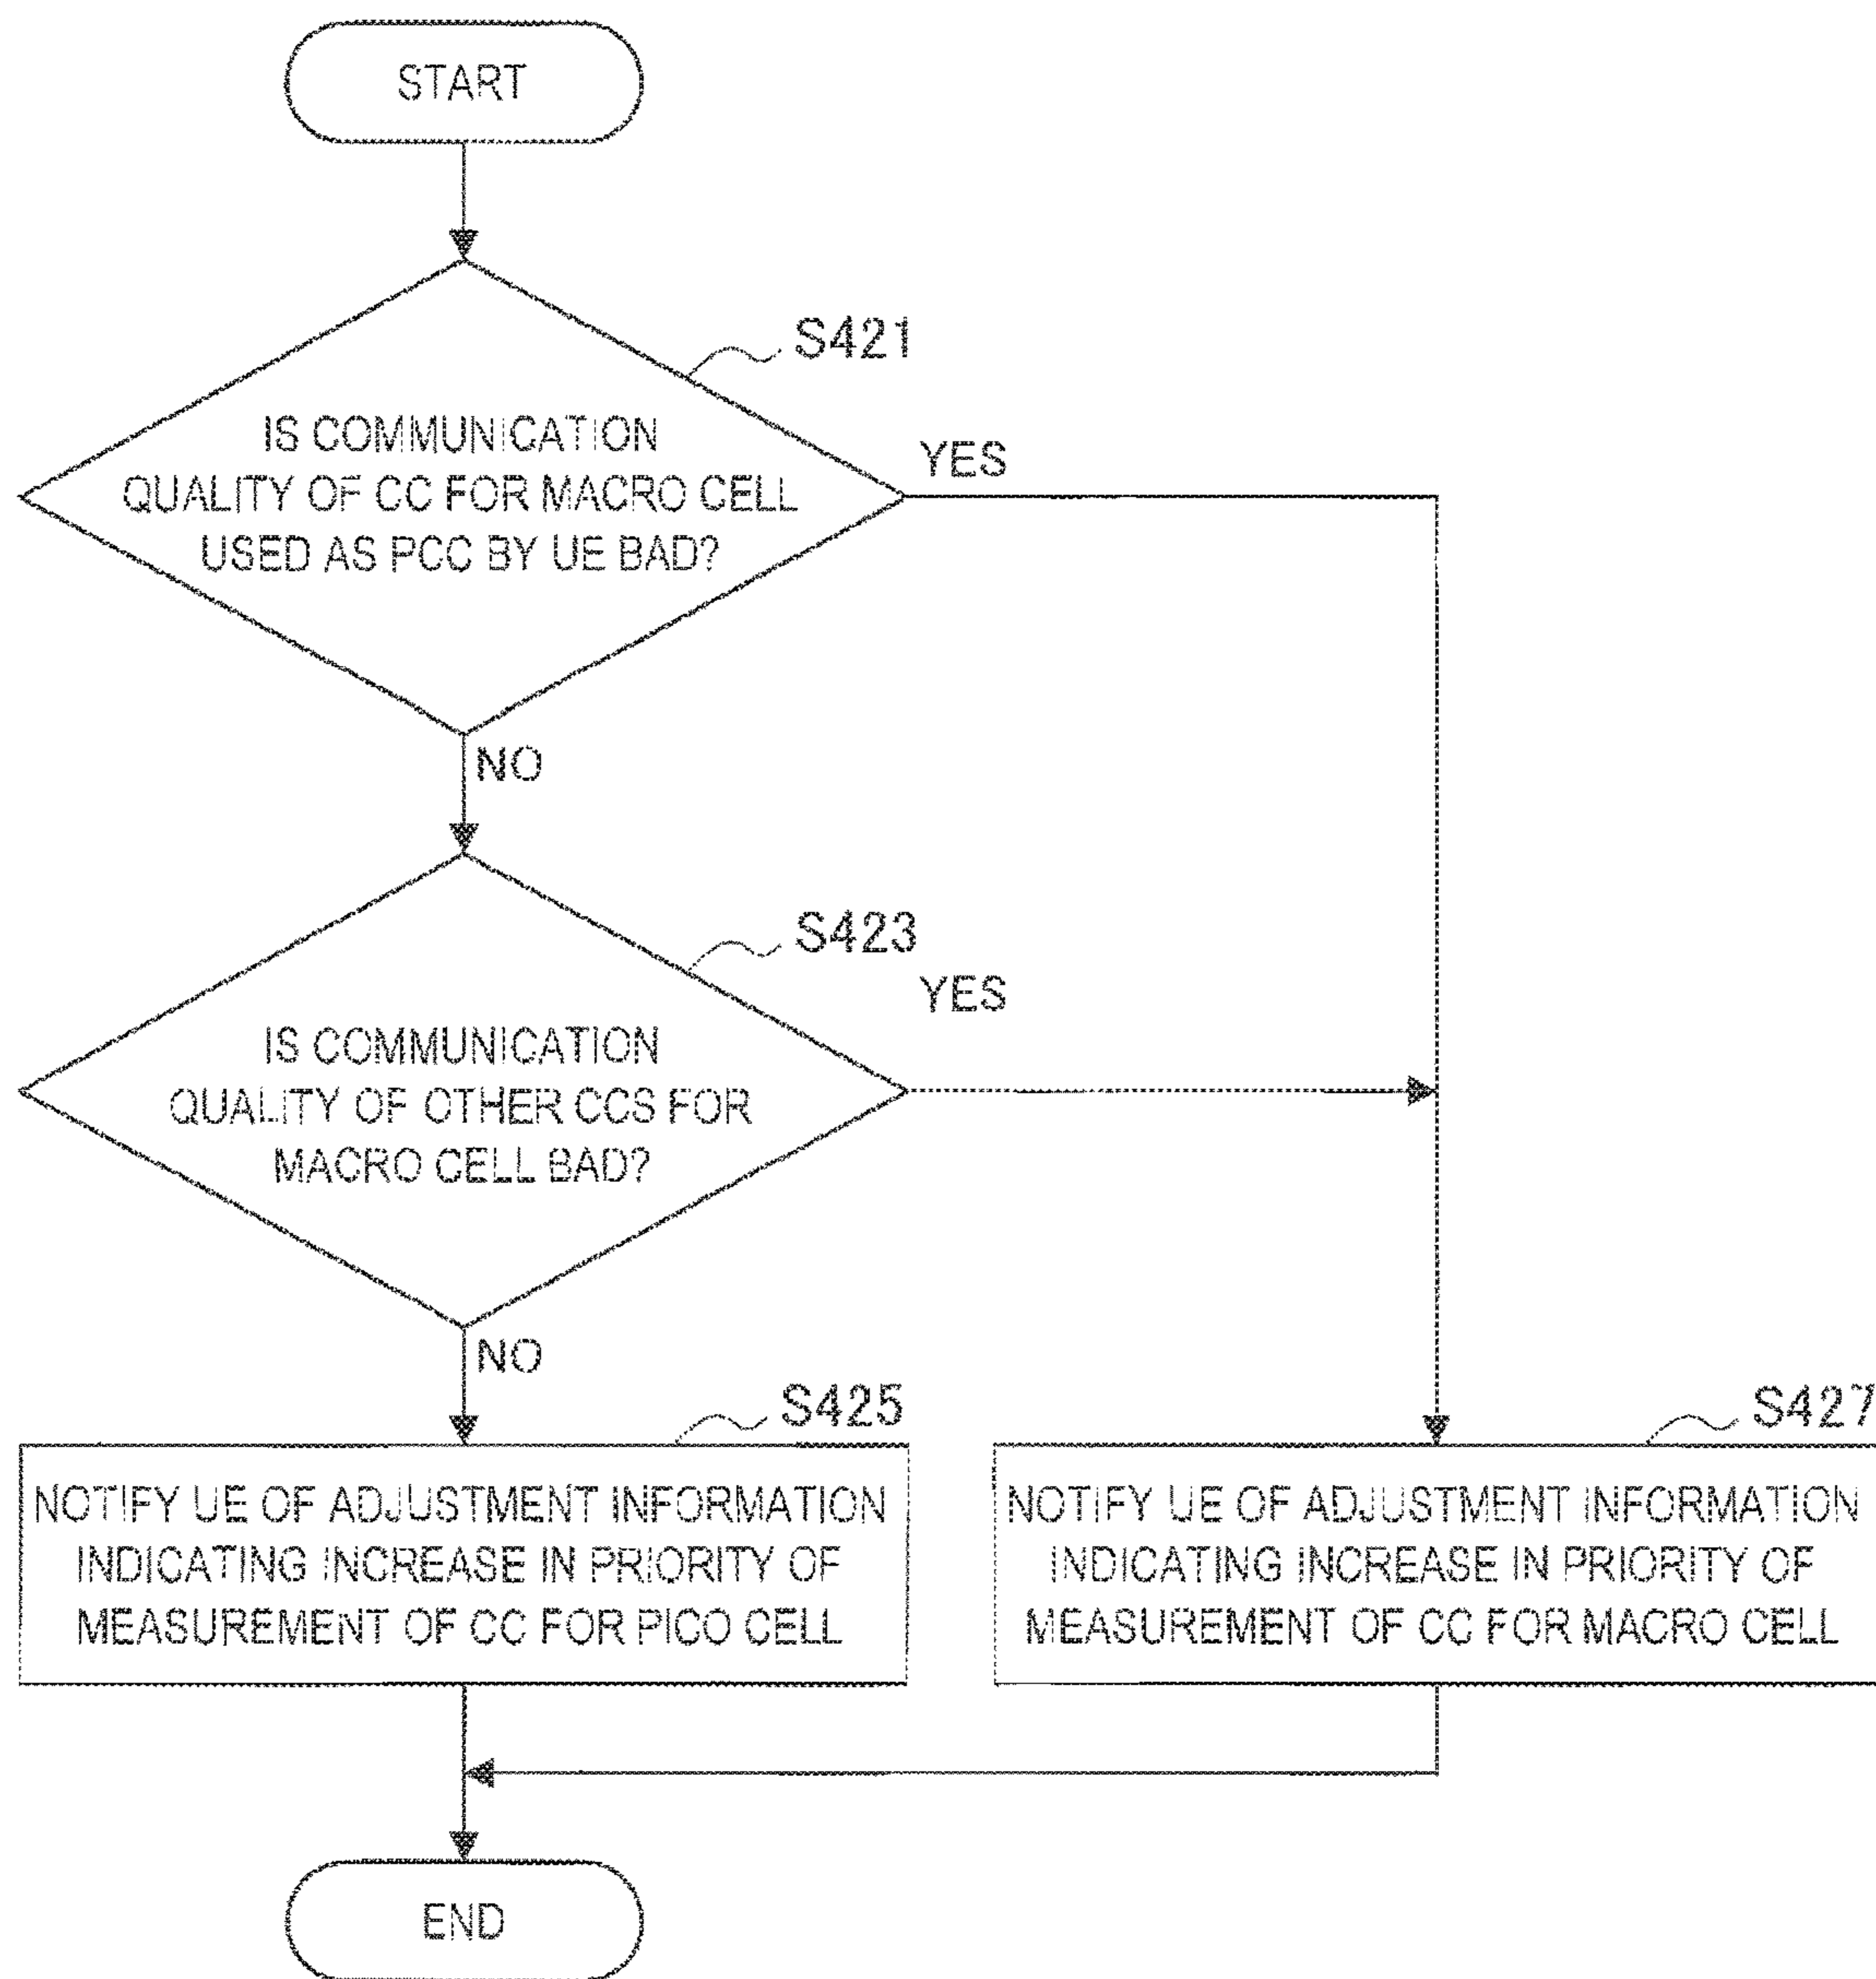 START
S421
IS COMMUNICATION
QUALITY OF CC FOR MACRO CELL
USED AS PCC BY UE BAD?
YES
NO
S423
YES
IS COMMUNICATION
QUALITY OF OTHER CCS FOR
MACRO CELL BAD?
NO
S425
NOTIFY UE OF ADJUSTMENT INFORMATION
INDICATING INCREASE IN PRIORITY OF
MEASUREMENT OF CC FOR PICO CELL
S427
NOTIFY UE OF ADJUSTMENT INFORMATION
INDICATING INCREASE IN PRIORITY OF
MEASUREMENT OF CC FOR MACRO CELL
END